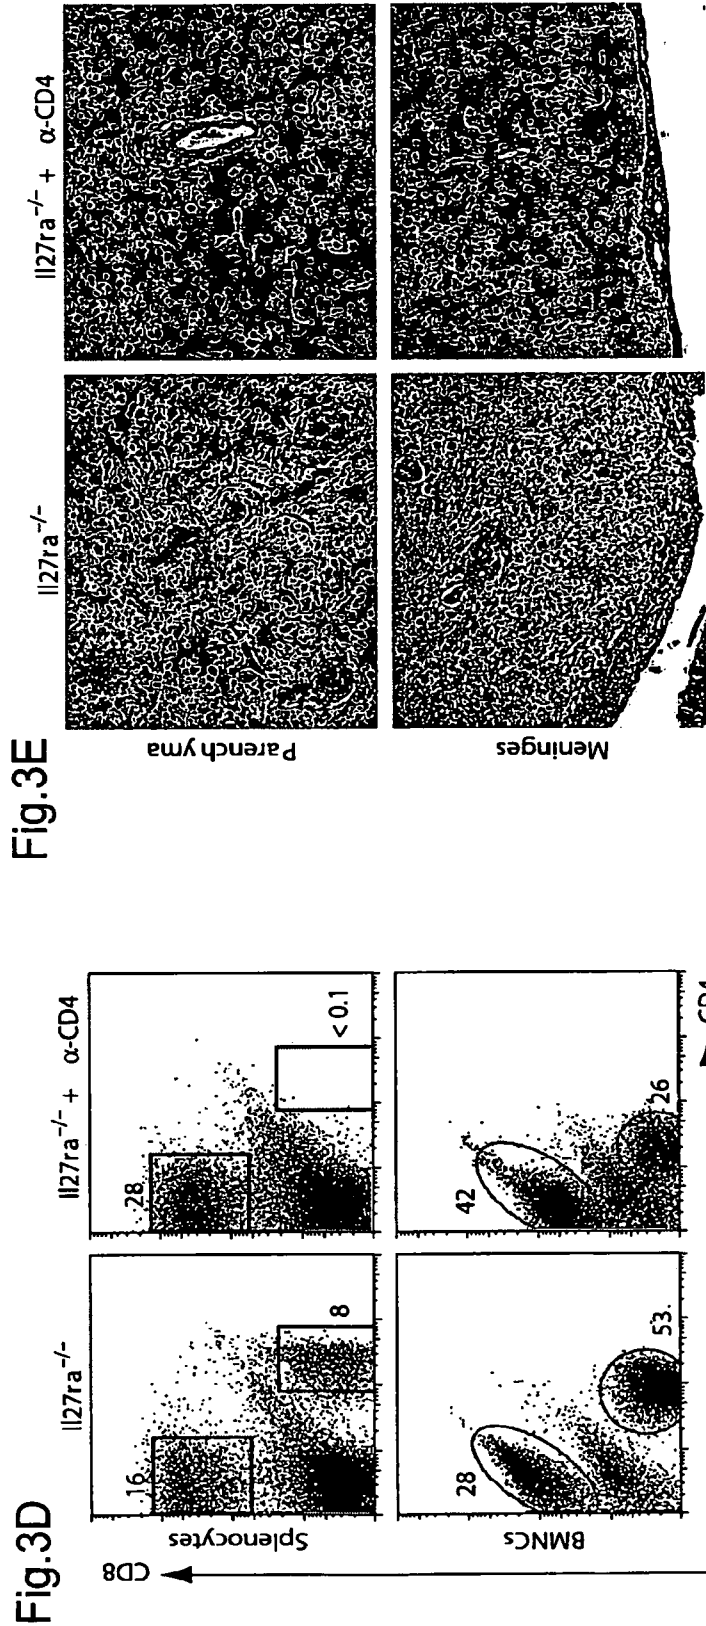 Fig.3D
Il27ra⁻/⁻
Il27ra⁻/⁻ + α-CD4
CD8
Splenocytes
16
8
28
< 0.1
BMNCs
28
53.
42
26
CD4
Fig.3E
Il27ra⁻/⁻
Il27ra⁻/⁻ + α-CD4
Parenchyma
Meninges